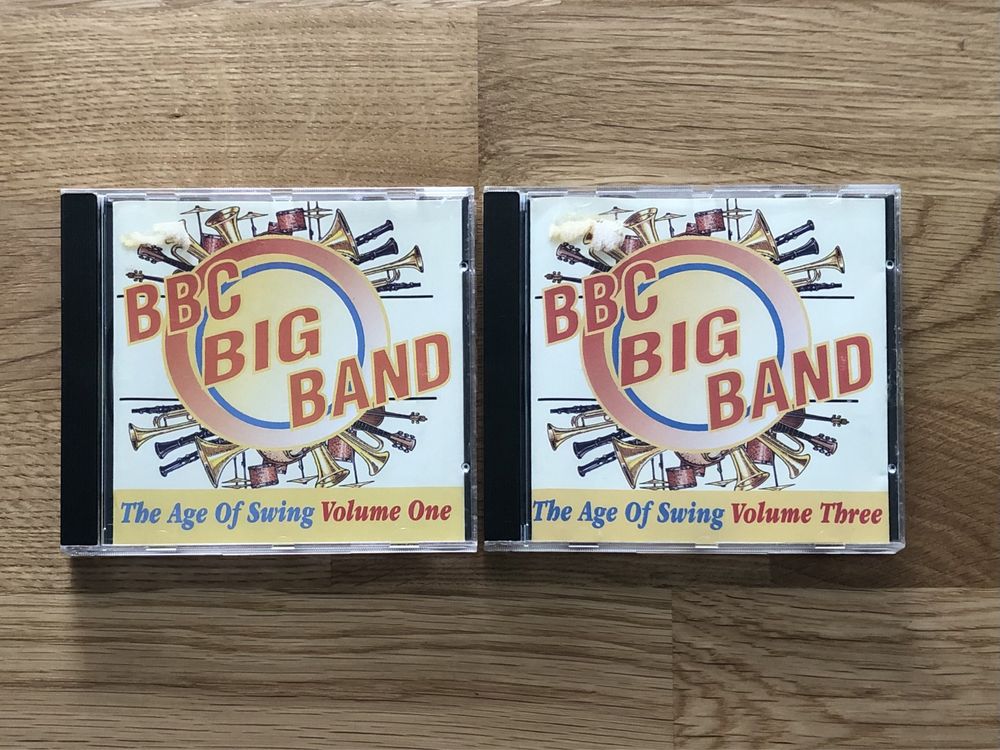 BBC
BIG
BAND
The Age Of Swing Volume One
BBC
BIG
BAND
The Age Of Swing Volume Three